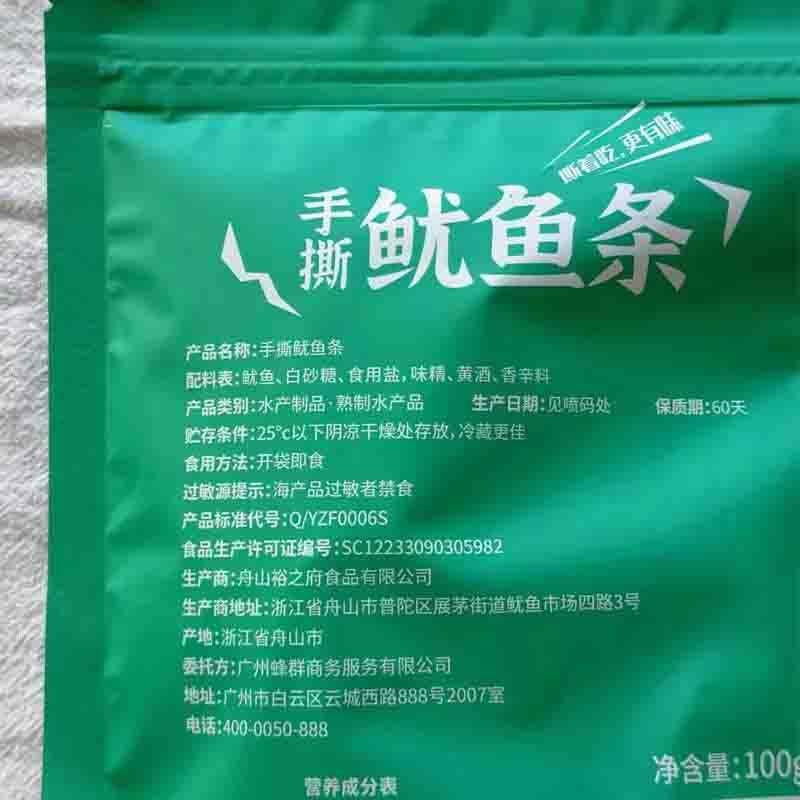 撕着吃，更有味
手撕鱿鱼条
产品名称：手撕鱿鱼条
配料表：鱿鱼、白砂糖、食用盐，味精、黄酒、香辛料
产品类别：水产制品·熟制水产品 生产日期：见喷码处 保质期：60天
贮存条件：25℃以下阴凉干燥处存放，冷藏更佳
食用方法：开袋即食
过敏源提示：海产品过敏者禁食
产品标准代号：Q/YZF0006S
食品生产许可证编号：SC12233090305982
生产商：舟山裕之府食品有限公司
生产商地址：浙江省舟山市普陀区展茅街道鱿鱼市场四路3号
产地：浙江省舟山市
委托方：广州蜂群商务服务有限公司
地址：广州市白云区云城西路888号2007室
电话：400-0050-888
净含量：100g
营养成分表